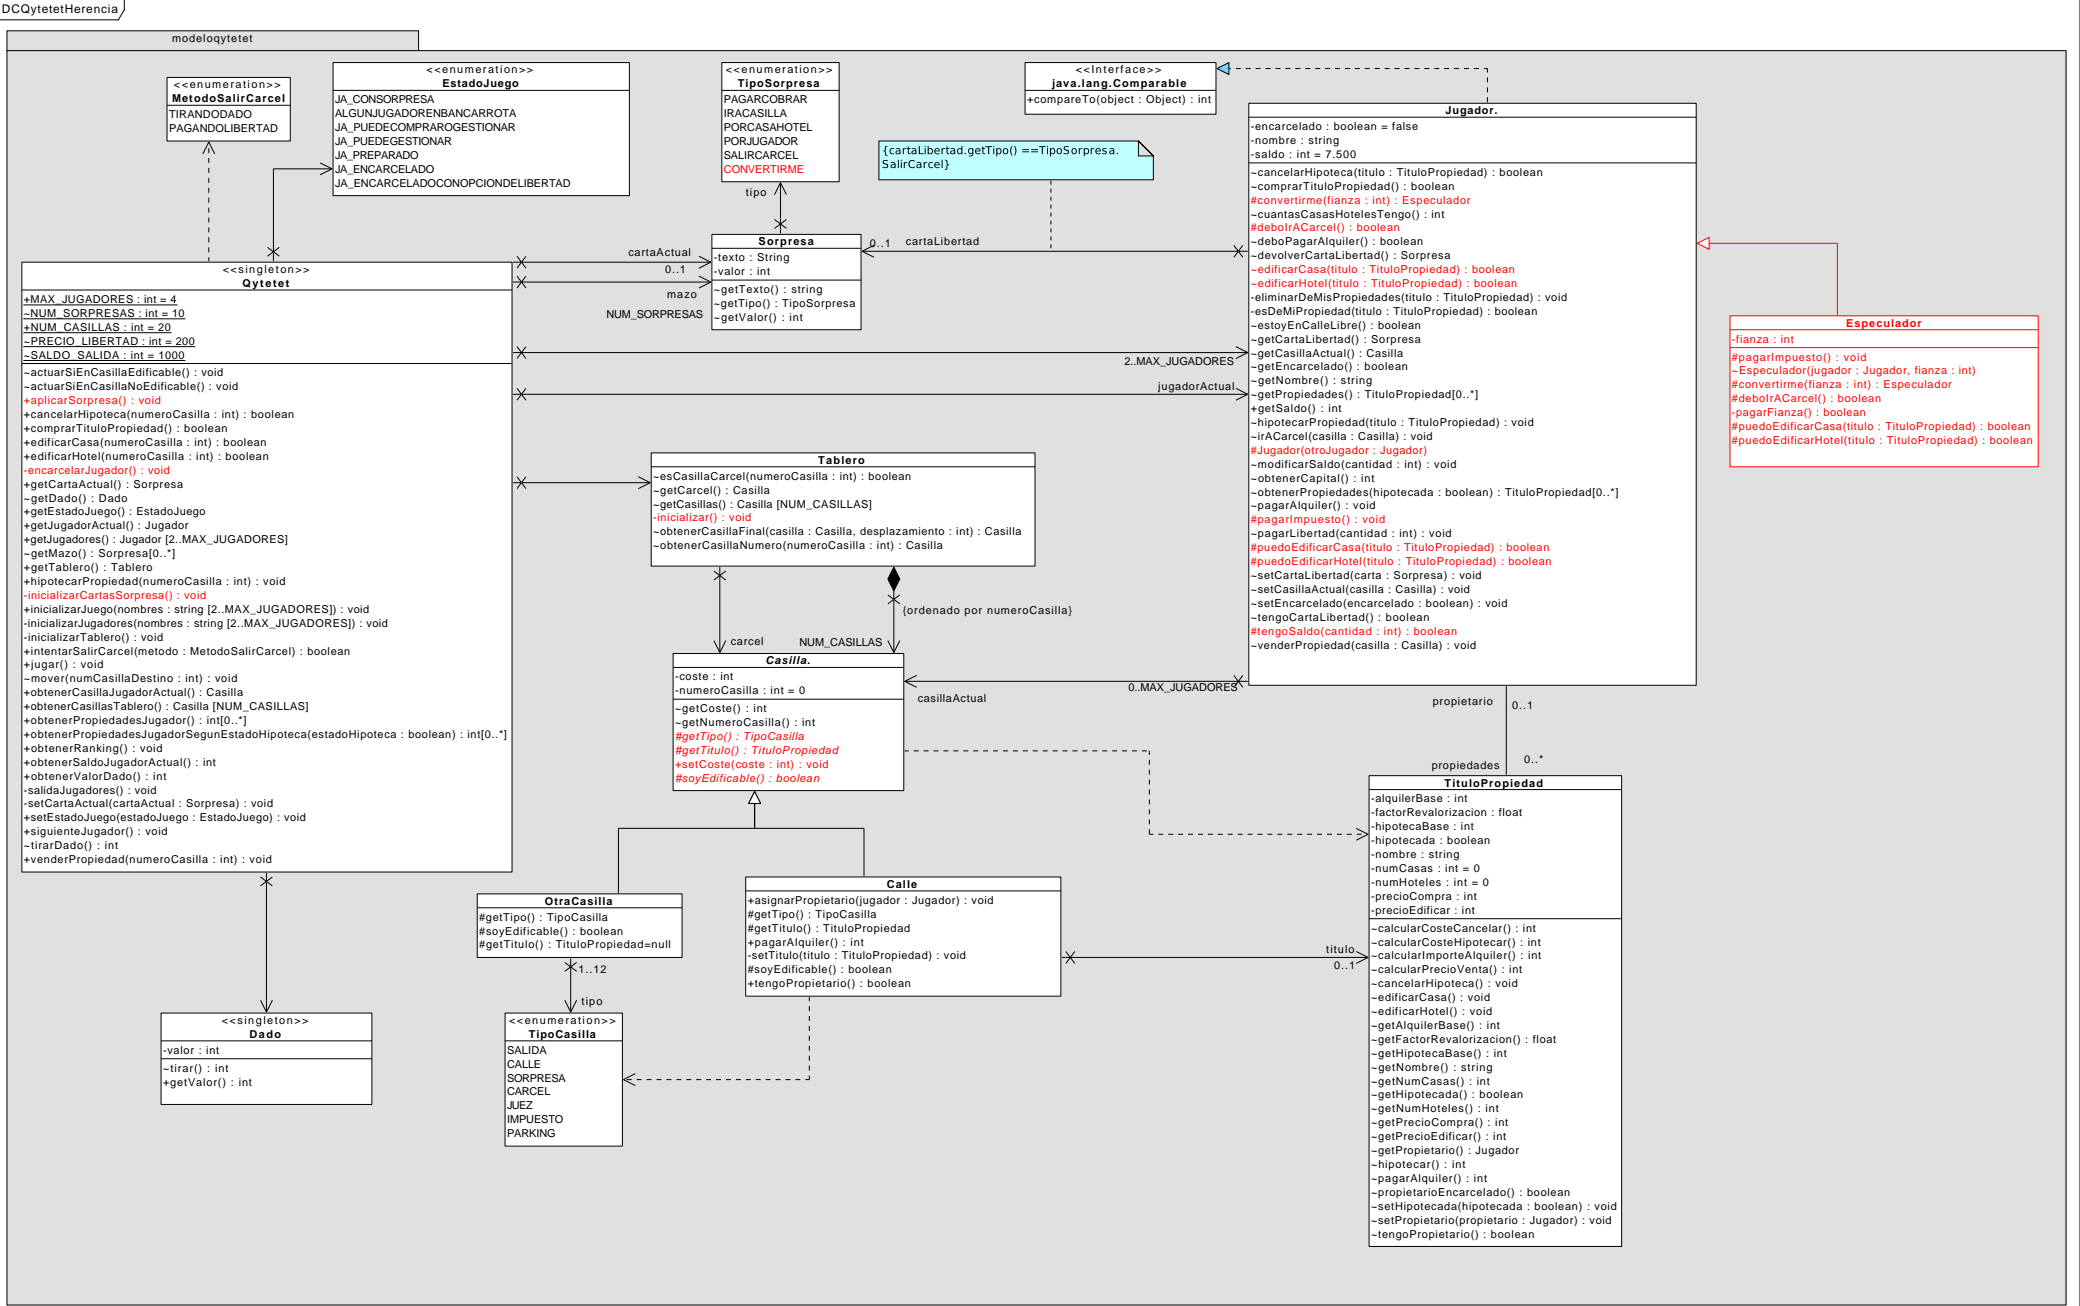 DCQytetetHerencia
modeloqytetet
<<enumeration>>
MetodoSalirCarcel
TIRANDODADO
PAGANDOLIBERTAD
<<enumeration>>
EstadoJuego
JA_CONSORPRESA
ALGUNJUGADORENBANCARROTA
JA_PUEDECOMPRAROGESTIONAR
JA_PUEDEGESTIONAR
JA_PREPARADO
JA_ENCARCELADO
JA_ENCARCELADOCONOPCIONDELIBERTAD
<<enumeration>>
TipoSorpresa
PAGARCOBRAR
IRACASILLA
PORCASAHOTEL
PORJUGADOR
SALIRCARCEL
CONVERTIRME
tipo
<<Interface>>
java.lang.Comparable
+compareTo(object : Object) : int
{cartaLibertad.getTipo() ==TipoSorpresa.
SalirCarcel}
Sorpresa
-texto : String
-valor : int
~getTexto() : string
~getTipo() : TipoSorpresa
~getValor() : int
0..1
cartaLibertad
cartaActual
0..1
mazo
NUM_SORPRESAS
2..MAX_JUGADORES
jugadorActual
<<singleton>>
Qytetet
+MAX_JUGADORES : int = 4
~NUM_SORPRESAS : int = 10
+NUM_CASILLAS : int = 20
~PRECIO_LIBERTAD : int = 200
~SALDO_SALIDA : int = 1000
~actuarSiEnCasillaEdificable() : void
~actuarSiEnCasillaNoEdificable() : void
+aplicarSorpresa() : void
+cancelarHipoteca(numeroCasilla : int) : boolean
+comprarTituloPropiedad() : boolean
+edificarCasa(numeroCasilla : int) : boolean
+edificarHotel(numeroCasilla : int) : boolean
-encarcelarJugador() : void
+getCartaActual() : Sorpresa
~getDado() : Dado
+getEstadoJuego() : EstadoJuego
+getJugadorActual() : Jugador
+getJugadores() : Jugador [2..MAX_JUGADORES]
~getMazo() : Sorpresa[0..*]
+getTablero() : Tablero
+hipotecarPropiedad(numeroCasilla : int) : void
-inicializarCartasSorpresa() : void
+inicializarJuego(nombres : string [2..MAX_JUGADORES]) : void
-inicializarJugadores(nombres : string [2..MAX_JUGADORES]) : void
-inicializarTablero() : void
+intentarSalirCarcel(metodo : MetodoSalirCarcel) : boolean
+jugar() : void
~mover(numCasillaDestino : int) : void
+obtenerCasillaJugadorActual() : Casilla
+obtenerCasillasTablero() : Casilla [NUM_CASILLAS]
+obtenerPropiedadesJugador() : int[0..*]
+obtenerPropiedadesJugadorSegunEstadoHipoteca(estadoHipoteca : boolean) : int[0..*]
+obtenerRanking() : void
+obtenerSaldoJugadorActual() : int
+obtenerValorDado() : int
-salidaJugadores() : void
-setCartaActual(cartaActual : Sorpresa) : void
+setEstadoJuego(estadoJuego : EstadoJuego) : void
+siguienteJugador() : void
~tirarDado() : int
+venderPropiedad(numeroCasilla : int) : void
Jugador.
-encarcelado : boolean = false
-nombre : string
-saldo : int = 7.500
~cancelarHipoteca(titulo : TituloPropiedad) : boolean
~comprarTituloPropiedad() : boolean
#convertirme(fianza : int) : Especulador
~cuantasCasasHotelesTengo() : int
#deboIrACarcel() : boolean
~deboPagarAlquiler() : boolean
~devolverCartaLibertad() : Sorpresa
~edificarCasa(titulo : TituloPropiedad) : boolean
~edificarHotel(titulo : TituloPropiedad) : boolean
-eliminarDeMisPropiedades(titulo : TituloPropiedad) : void
-esDeMiPropiedad(titulo : TituloPropiedad) : boolean
~estoyEnCalleLibre() : boolean
~getCartaLibertad() : Sorpresa
~getCasillaActual() : Casilla
~getEncarcelado() : boolean
~getNombre() : string
~getPropiedades() : TituloPropiedad[0..*]
+getSaldo() : int
~hipotecarPropiedad(titulo : TituloPropiedad) : void
~irACarcel(casilla : Casilla) : void
#Jugador(otroJugador : Jugador)
~modificarSaldo(cantidad : int) : void
~obtenerCapital() : int
~obtenerPropiedades(hipotecada : boolean) : TituloPropiedad[0..*]
~pagarAlquiler() : void
#pagarImpuesto() : void
~pagarLibertad(cantidad : int) : void
#puedoEdificarCasa(titulo : TituloPropiedad) : boolean
#puedoEdificarHotel(titulo : TituloPropiedad) : boolean
~setCartaLibertad(carta : Sorpresa) : void
~setCasillaActual(casilla : Casilla) : void
~setEncarcelado(encarcelado : boolean) : void
~tengoCartaLibertad() : boolean
#tengoSaldo(cantidad : int) : boolean
~venderPropiedad(casilla : Casilla) : void
Especulador
-fianza : int
#pagarImpuesto() : void
~Especulador(jugador : Jugador, fianza : int)
#convertirme(fianza : int) : Especulador
#deboIrACarcel() : boolean
-pagarFianza() : boolean
#puedoEdificarCasa(titulo : TituloPropiedad) : boolean
#puedoEdificarHotel(titulo : TituloPropiedad) : boolean
Tablero
~esCasillaCarcel(numeroCasilla : int) : boolean
~getCarcel() : Casilla
~getCasillas() : Casilla [NUM_CASILLAS]
-inicializar() : void
~obtenerCasillaFinal(casilla : Casilla, desplazamiento : int) : Casilla
~obtenerCasillaNumero(numeroCasilla : int) : Casilla
{ordenado por numeroCasilla}
carcel
NUM_CASILLAS
Casilla.
-coste : int
-numeroCasilla : int = 0
~getCoste() : int
~getNumeroCasilla() : int
#getTipo() : TipoCasilla
#getTitulo() : TituloPropiedad
+setCoste(coste : int) : void
#soyEdificable() : boolean
casillaActual
0..MAX_JUGADORES
propietario
0..1
propiedades
0..*
OtraCasilla
#getTipo() : TipoCasilla
#soyEdificable() : boolean
#getTitulo() : TituloPropiedad=null
1..12
tipo
Calle
+asignarPropietario(jugador : Jugador) : void
#getTipo() : TipoCasilla
#getTitulo() : TituloPropiedad
+pagarAlquiler() : int
-setTitulo(titulo : TituloPropiedad) : void
#soyEdificable() : boolean
+tengoPropietario() : boolean
titulo
0..1
TituloPropiedad
-alquilerBase : int
-factorRevalorizacion : float
-hipotecaBase : int
-hipotecada : boolean
-nombre : string
-numCasas : int = 0
-numHoteles : int = 0
-precioCompra : int
-precioEdificar : int
~calcularCosteCancelar() : int
~calcularCosteHipotecar() : int
~calcularImporteAlquiler() : int
~calcularPrecioVenta() : int
~cancelarHipoteca() : void
~edificarCasa() : void
~edificarHotel() : void
~getAlquilerBase() : int
~getFactorRevalorizacion() : float
~getHipotecaBase() : int
~getNombre() : string
~getNumCasas() : int
~getHipotecada() : boolean
~getNumHoteles() : int
~getPrecioCompra() : int
~getPrecioEdificar() : int
~getPropietario() : Jugador
~hipotecar() : int
~pagarAlquiler() : int
~propietarioEncarcelado() : boolean
~setHipotecada(hipotecada : boolean) : void
~setPropietario(propietario : Jugador) : void
~tengoPropietario() : boolean
<<singleton>>
Dado
-valor : int
~tirar() : int
+getValor() : int
<<enumeration>>
TipoCasilla
SALIDA
CALLE
SORPRESA
CARCEL
JUEZ
IMPUESTO
PARKING